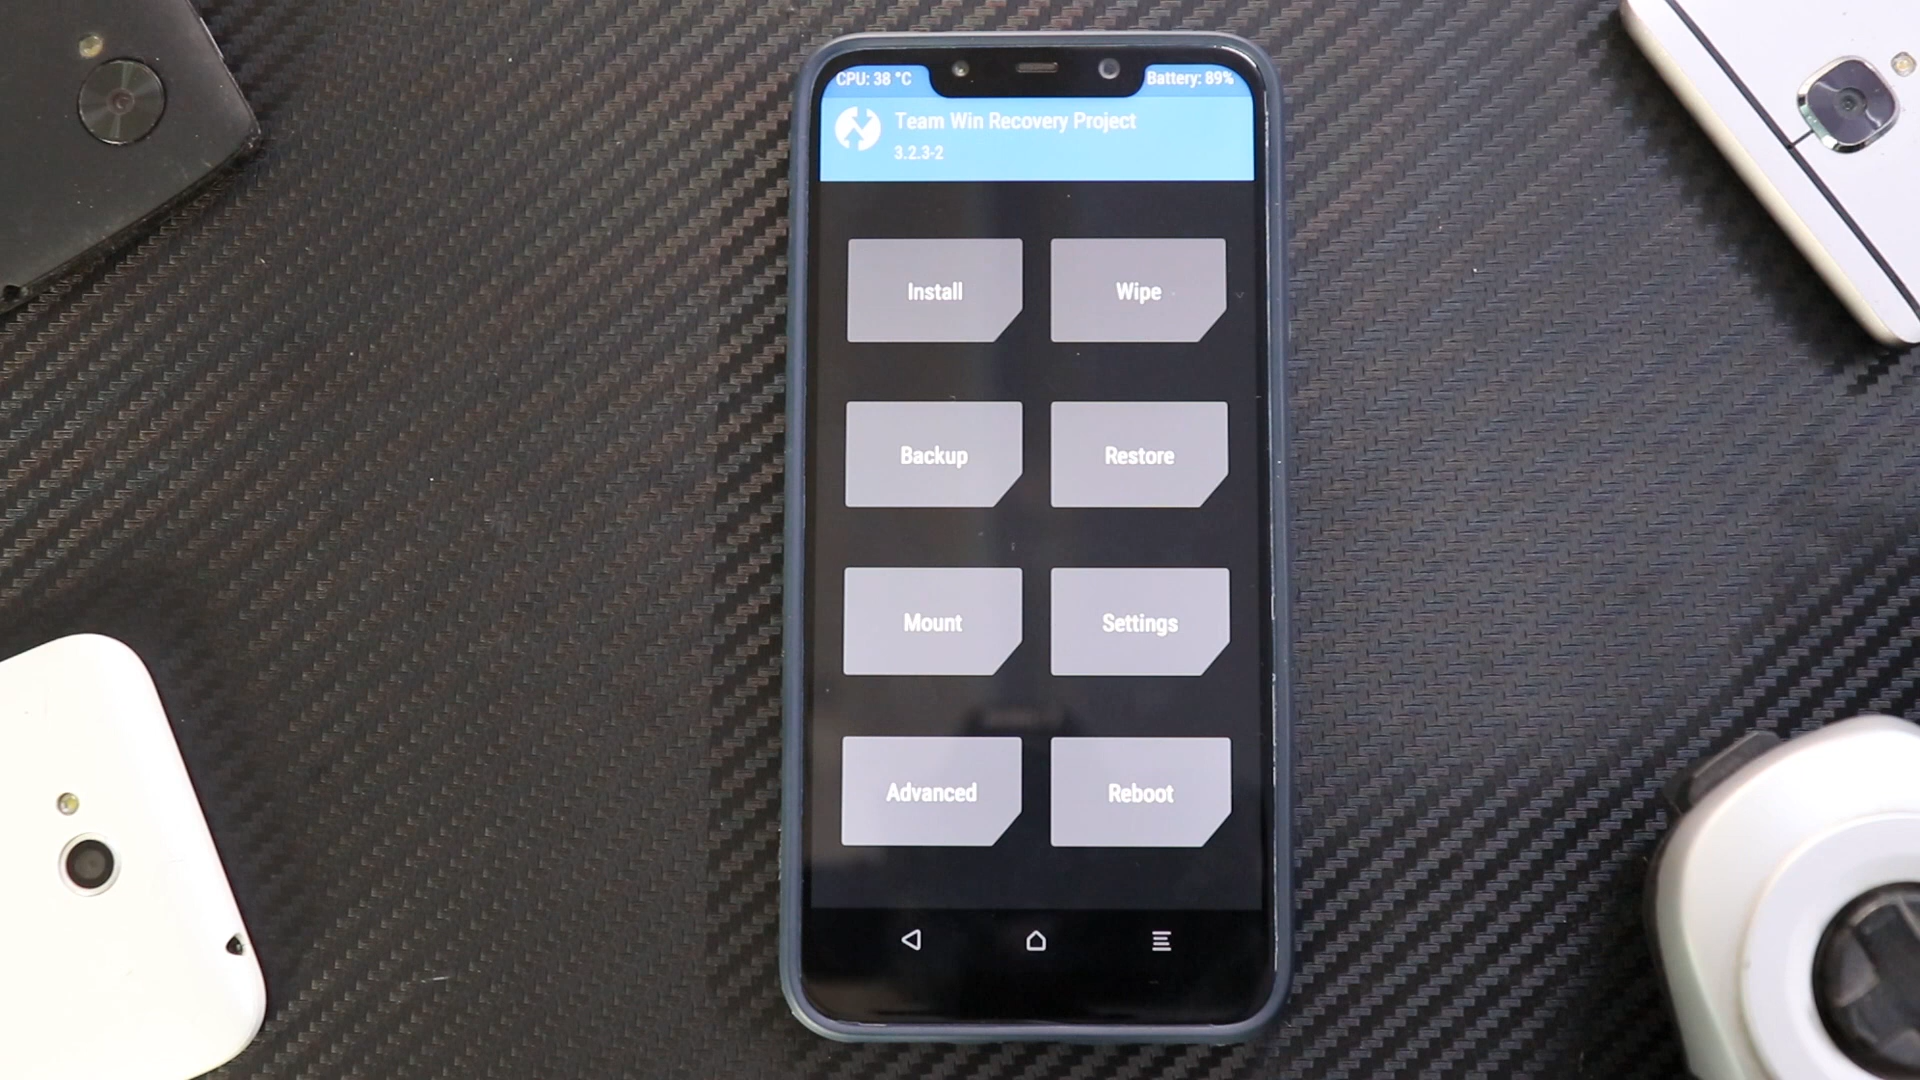 CPU: 38 °C
Battery: 89%
Team Win Recovery Project
3.2.3-2
Install
Wipe
Backup
Restore
Mount
Settings
Advanced
Reboot